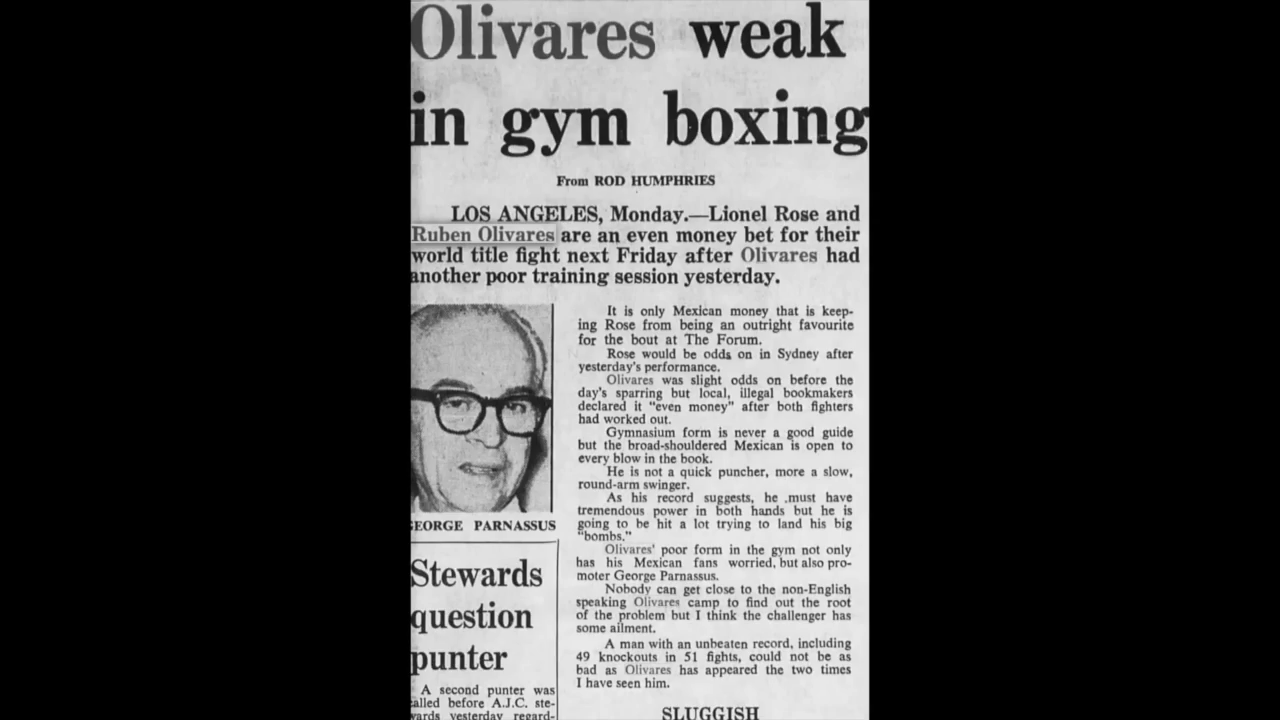 Olivares weak
in gym boxing
From ROD HUMPHRIES
LOS ANGELES, Monday.—Lionel Rose and
Ruben Olivares are an even money bet for their
world title fight next Friday after Olivares had
another poor training session yesterday.
It is only Mexican money that is keep-
ing Rose from being an outright favourite
for the bout at The Forum.
Rose would be odds on in Sydney after
yesterday's performance.
Olivares was slight odds on before the
day's sparring but local, illegal bookmakers
declared it "even money" after both fighters
had worked out.
Gymnasium form is never a good guide
but the broad-shouldered Mexican is open to
every blow in the book.
He is not a quick puncher, more a slow,
round-arm swinger.
As his record suggests, he .must have
tremendous power in both hands but he is
going to be hit a lot trying to land his big
"bombs."
Olivares' poor form in the gym not only
has his Mexican fans worried, but also pro-
moter George Parnassus.
Nobody can get close to the non-English
speaking Olivares camp to find out the root
of the problem but I think the challenger has
some ailment.
A man with an unbeaten record, including
49 knockouts in 51 fights, could not be as
bad as Olivares has appeared the two times
I have seen him.
SLUGGISH
GEORGE PARNASSUS
Stewards
question
punter
A second punter was
called before A.J.C. ste-
wards yesterday regard-